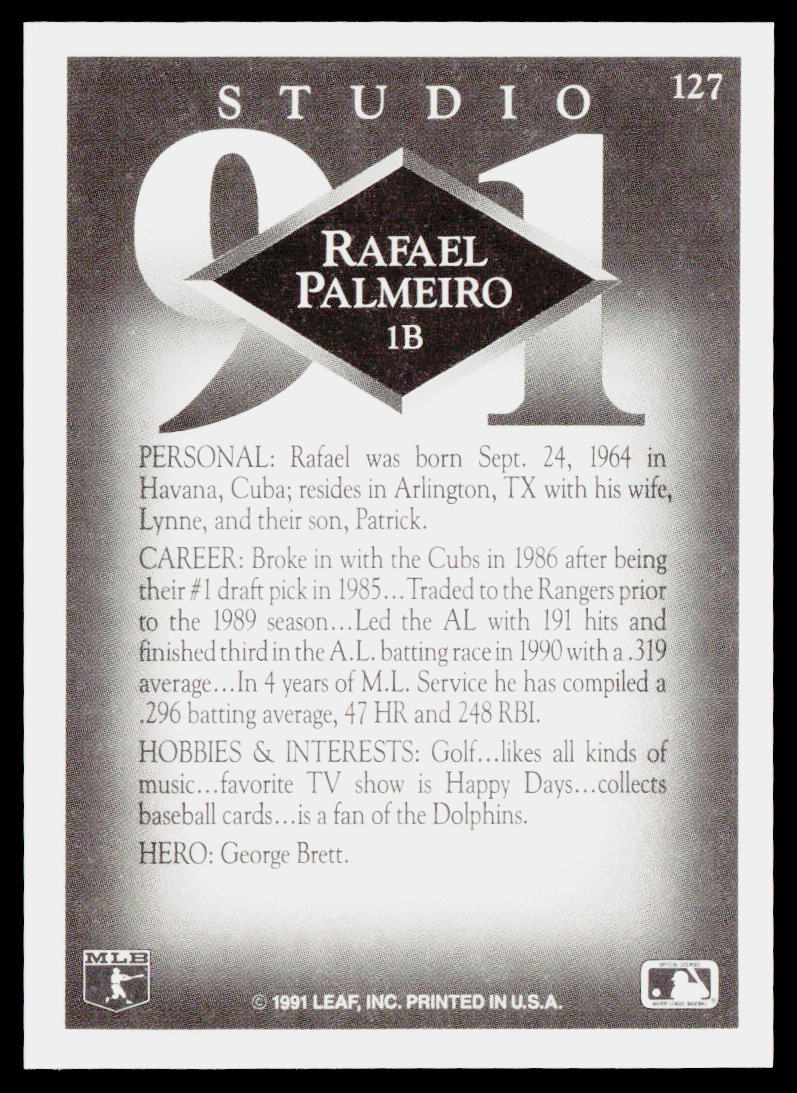 STUDIO 127
91
RAFAEL
PALMEIRO
1B
PERSONAL: Rafael was born Sept. 24, 1964 in
Havana, Cuba; resides in Arlington, TX with his wife,
Lynne, and their son, Patrick.
CAREER: Broke in with the Cubs in 1986 after being
their #1 draft pick in 1985...Traded to the Rangers prior
to the 1989 season...Led the AL with 191 hits and
finished third in the A.L. batting race in 1990 with a .319
average...In 4 years of M.L. Service he has compiled a
.296 batting average, 47 HR and 248 RBI.
HOBBIES & INTERESTS: Golf...likes all kinds of
music...favorite TV show is Happy Days...collects
baseball cards...is a fan of the Dolphins.
HERO: George Brett.
MLB
© 1991 LEAF, INC. PRINTED IN U.S.A.
OFFICIAL LICENSEE
MAJOR LEAGUE BASEBALL